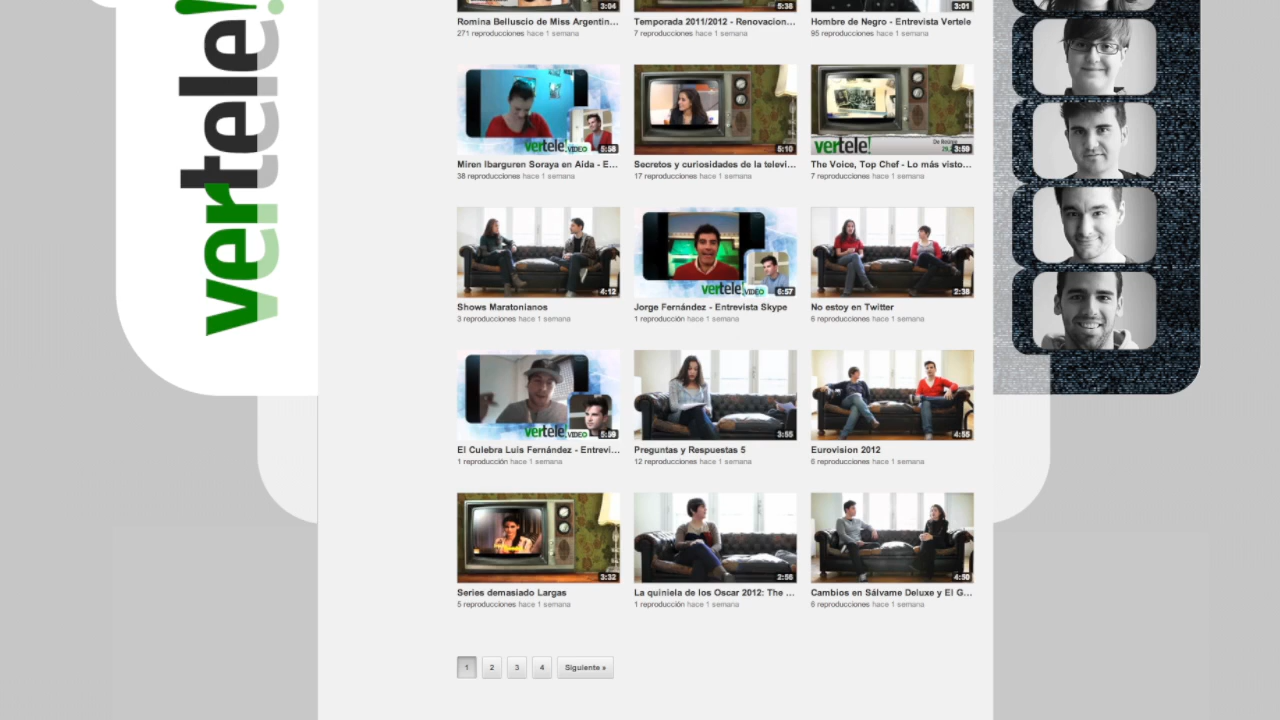 vertele!
3:04
5:38
3:01
Romina Belluscio de Miss Argentin...
Temporada 2011/2012 - Renovacion...
Hombre de Negro - Entrevista Vertele
271 reproducciones hace 1 semana
7 reproducciones hace 1 semana
95 reproducciones hace 1 semana
vertele! VIDEO
5:58
5:10
vertele!
3:59
Miren Ibarguren Soraya en Aida - E...
Secretos y curiosidades de la televi...
The Voice, Top Chef - Lo más visto...
38 reproducciones hace 1 semana
17 reproducciones hace 1 semana
7 reproducciones hace 1 semana
4:12
vertele! VIDEO
6:57
2:38
Shows Maratonianos
Jorge Fernández - Entrevista Skype
No estoy en Twitter
3 reproducciones hace 1 semana
1 reproducción hace 1 semana
6 reproducciones hace 1 semana
vertele! VIDEO
5:59
3:55
4:55
El Culebra Luis Fernández - Entrevi...
Preguntas y Respuestas 5
Eurovision 2012
1 reproducción hace 1 semana
12 reproducciones hace 1 semana
6 reproducciones hace 1 semana
3:32
2:56
4:50
Series demasiado Largas
La quiniela de los Oscar 2012: The ...
Cambios en Sálvame Deluxe y El G...
5 reproducciones hace 1 semana
1 reproducción hace 1 semana
6 reproducciones hace 1 semana
1 2 3 4 Siguiente »